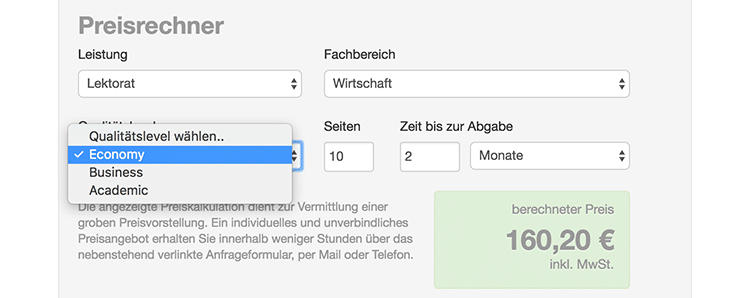 Preisrechner
Leistung
Fachbereich
Lektorat
Wirtschaft
Seiten
Zeit bis zur Abgabe
Qualitätslevel wählen..
✓ Economy
Business
Academic
10
2
Monate
Die angezeigte Preiskalkulation dient zur Vermittlung einer
groben Preisvorstellung. Ein individuelles und unverbindliches
Preisangebot erhalten Sie innerhalb weniger Stunden über das
nebenstehend verlinkte Anfrageformular, per Mail oder Telefon.
berechneter Preis
160,20 €
inkl. MwSt.